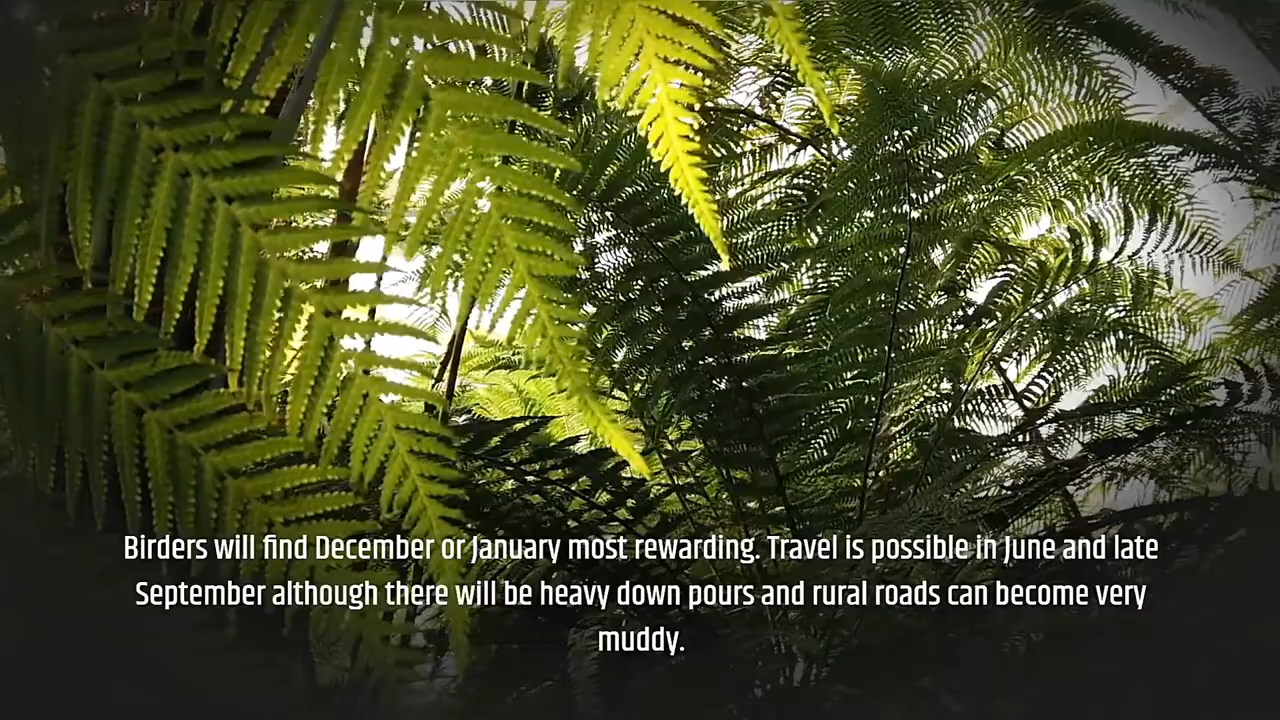 Birders will find December or January most rewarding. Travel is possible in June and late
September although there will be heavy down pours and rural roads can become very
muddy.